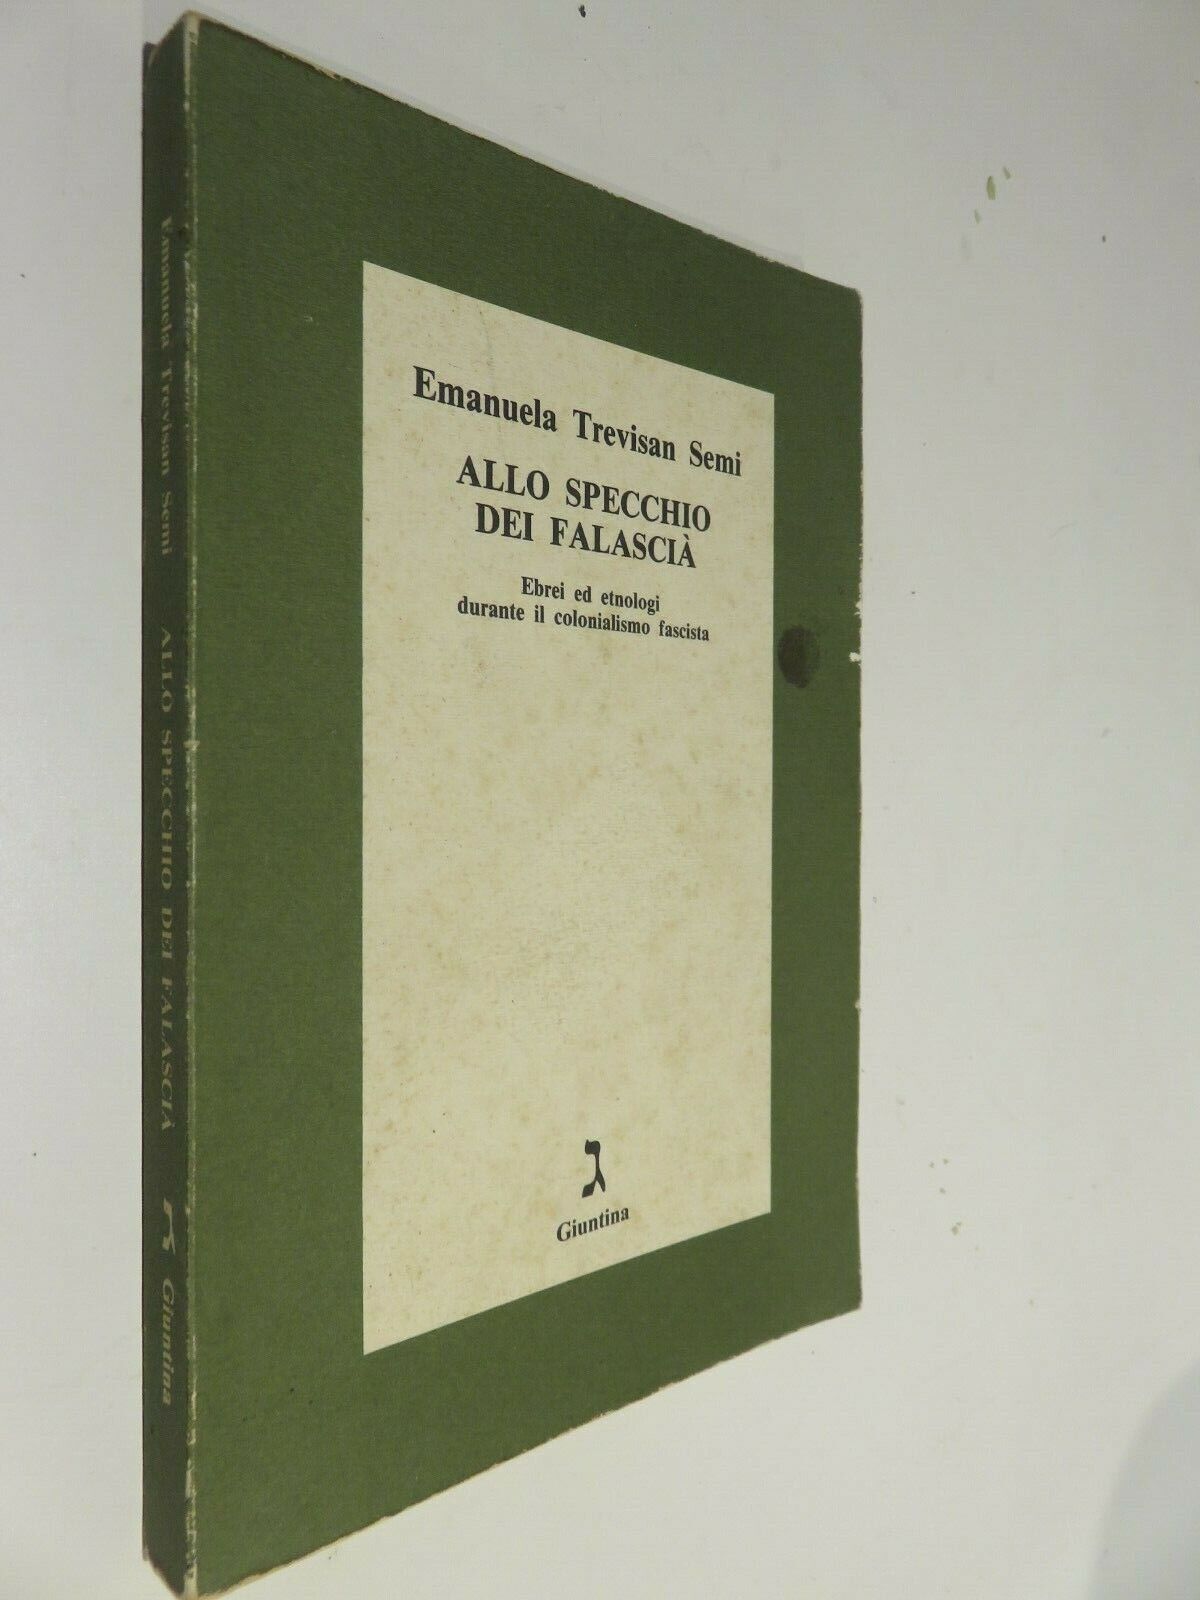 Emanuela Trevisan Semi
ALLO SPECCHIO
DEI FALASCIÀ
Ebrei ed etnologi
durante il colonialismo fascista
ג
Giuntina
Emanuela Trevisan Semi ALLO SPECCHIO DEI FALASCIÀ ג Giuntina